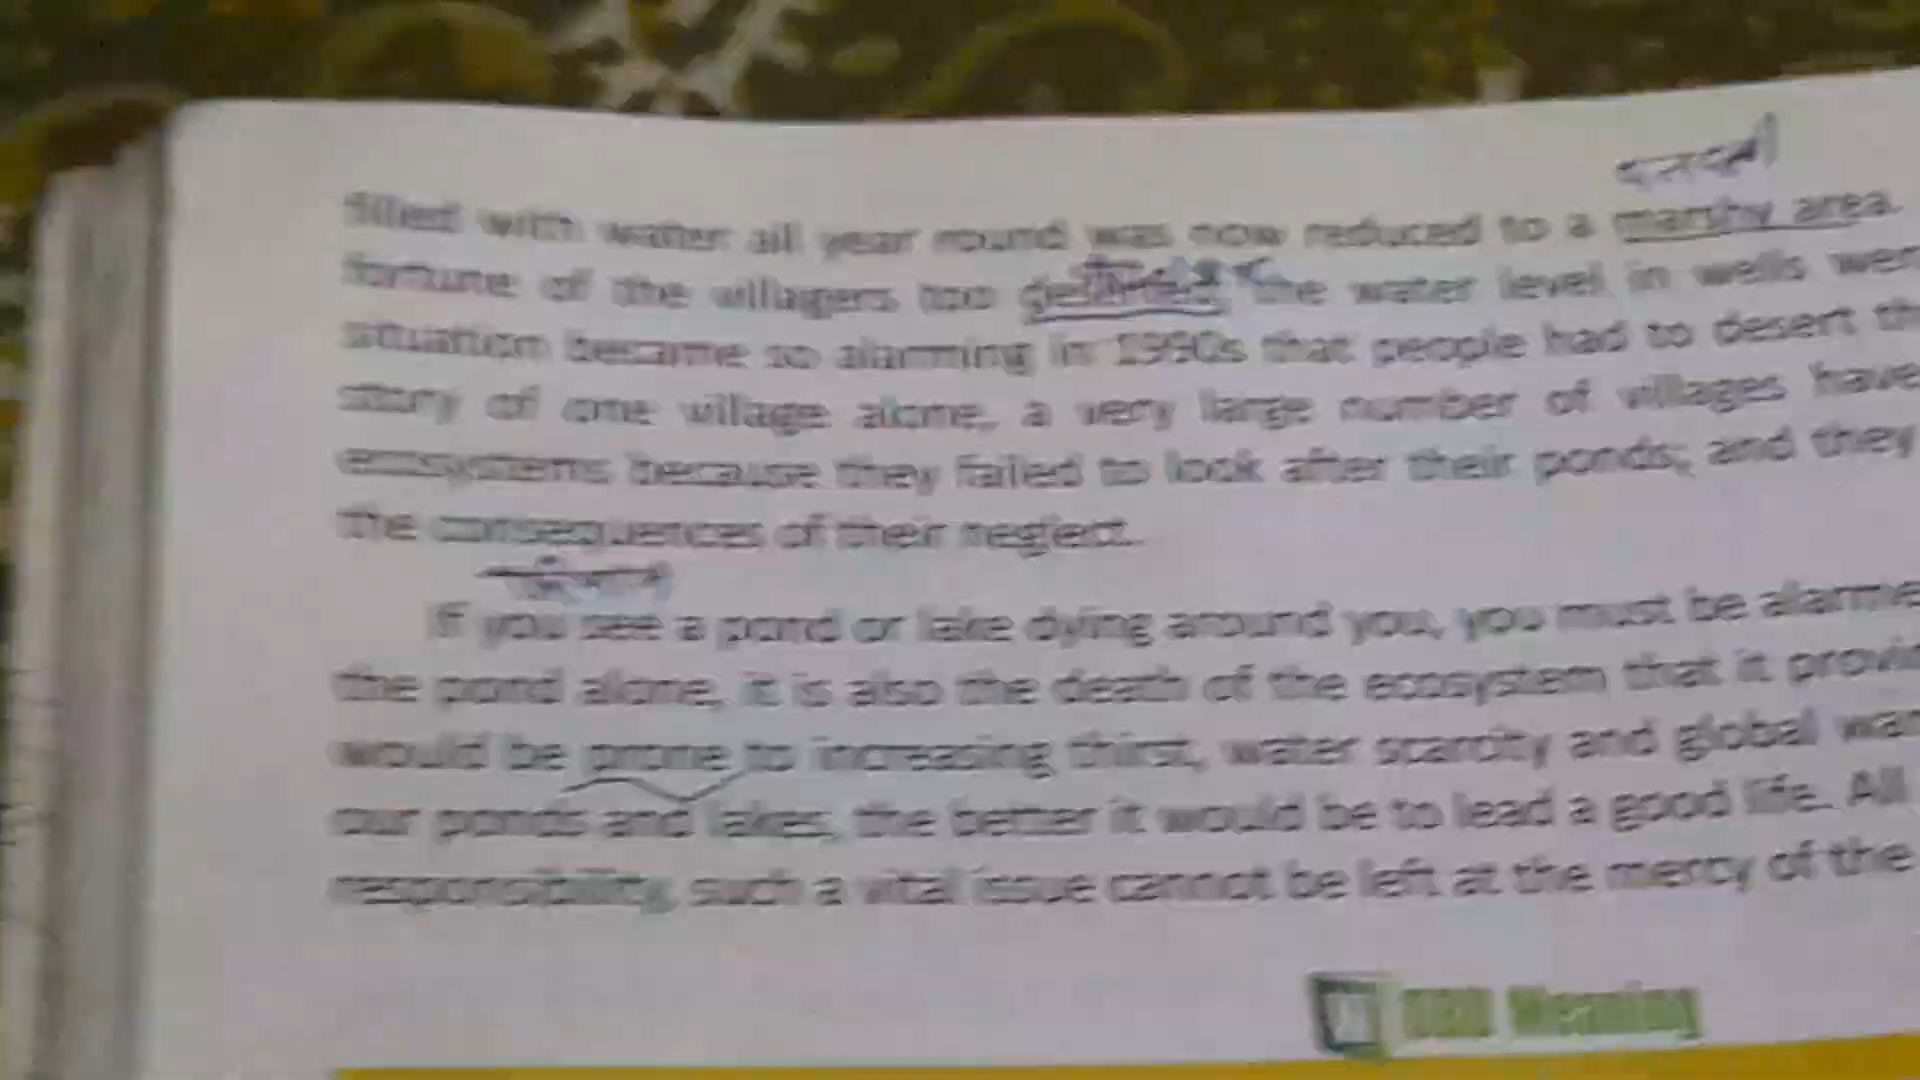 filled with water all year round was now reduced to a marshy area.
fortune of the villagers too the water level in wells
situation became so alarming in 1990s that people had to desert
story of one village alone, a very large number of villages have
ecosystems because they failed to look after their ponds; and they
the consequences of their neglect.
If you see a pond or lake dying around you, you must be
the pond alone, it is also the death of the ecosystem that it
would be prone to increasing thirst, water scarcity and global
our ponds and lakes, the better it would be to lead a good life. All
responsibility, such a vital issue cannot be left at the mercy of the